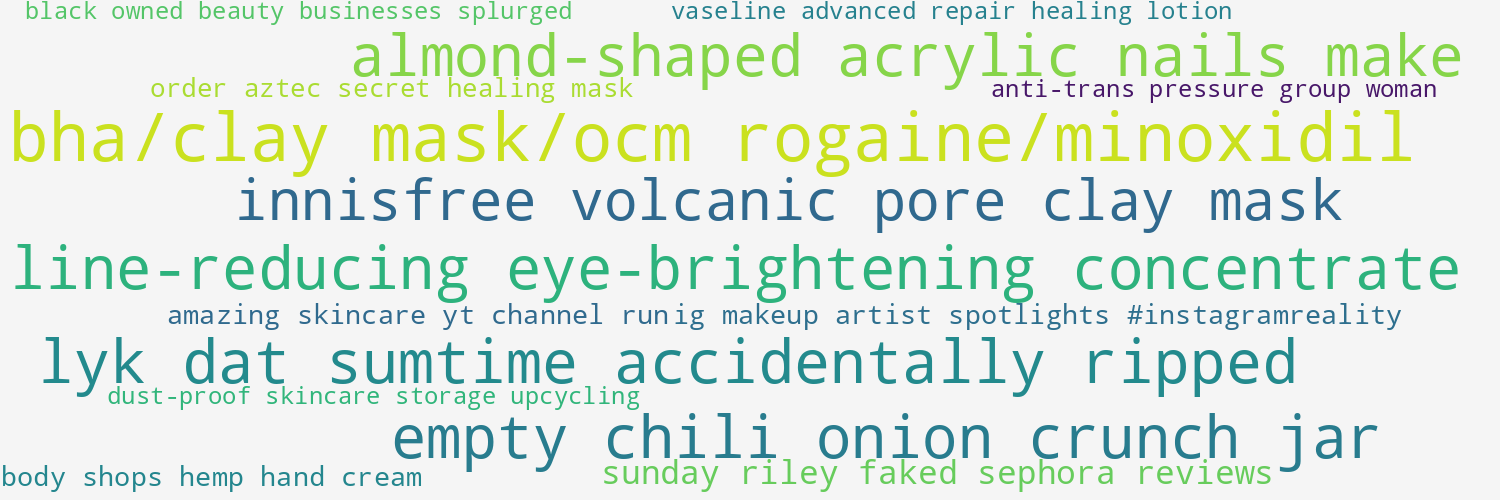 black owned beauty businesses splurged
vaseline advanced repair healing lotion
almond-shaped acrylic nails make
order aztec secret healing mask
anti-trans pressure group woman
bha/clay mask/ocm rogaine/minoxidil
innisfree volcanic pore clay mask
line-reducing eye-brightening concentrate
amazing skincare yt channel run
ig makeup artist spotlights #instagramreality
lyk dat sumtime accidentally ripped
dust-proof skincare storage upcycling
empty chili onion crunch jar
sunday riley faked sephora reviews
body shops hemp hand cream